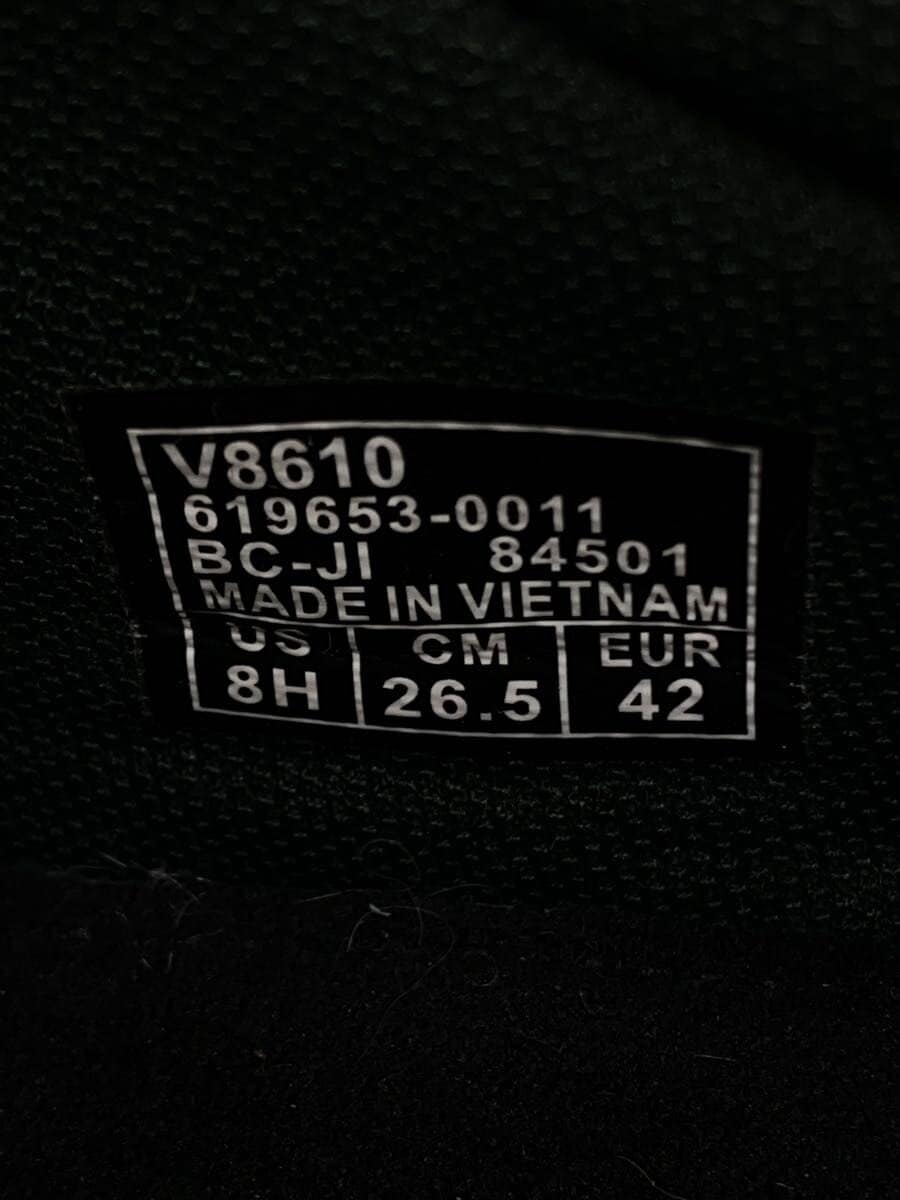 V8610
619653-0011
BC-JI 84501
MADE IN VIETNAM
US CM EUR
8H 26.5 42